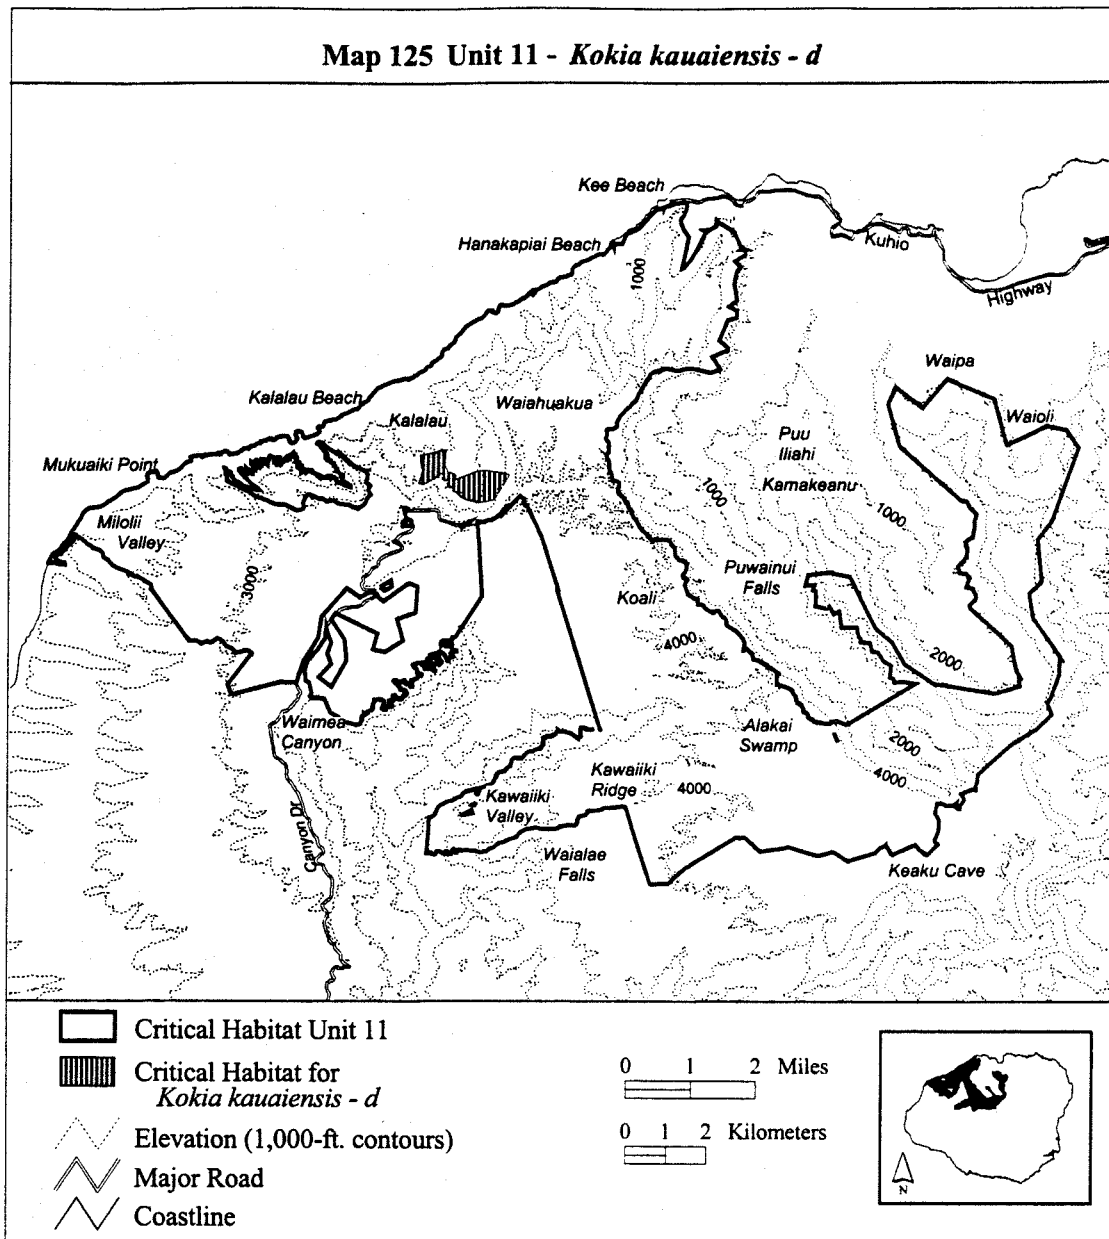 Map 125 Unit 11 - Kokia kauaiensis - d
Kee Beach
Hanakapiai Beach
1000
Kuhio
Highway
Waipa
Kalalau Beach
Waiahuakua
Kalalau
Waioli
Puu
Iliahi
Mukuaiki Point
Kamakeanu
1000
1000
Milolii
Valley
3000
Puwainui
Falls
Koali
4000
2000
Waimea
Canyon
Alakai
Swamp
2000
4000
Kawaiiki
Ridge
4000
Kawaiiki
Valley
Canyon Dr
Waialae
Falls
Keaku Cave
Critical Habitat Unit 11
Critical Habitat for
Kokia kauaiensis - d
Elevation (1,000-ft. contours)
Major Road
Coastline
0 1 2 Miles
0 1 2 Kilometers
N